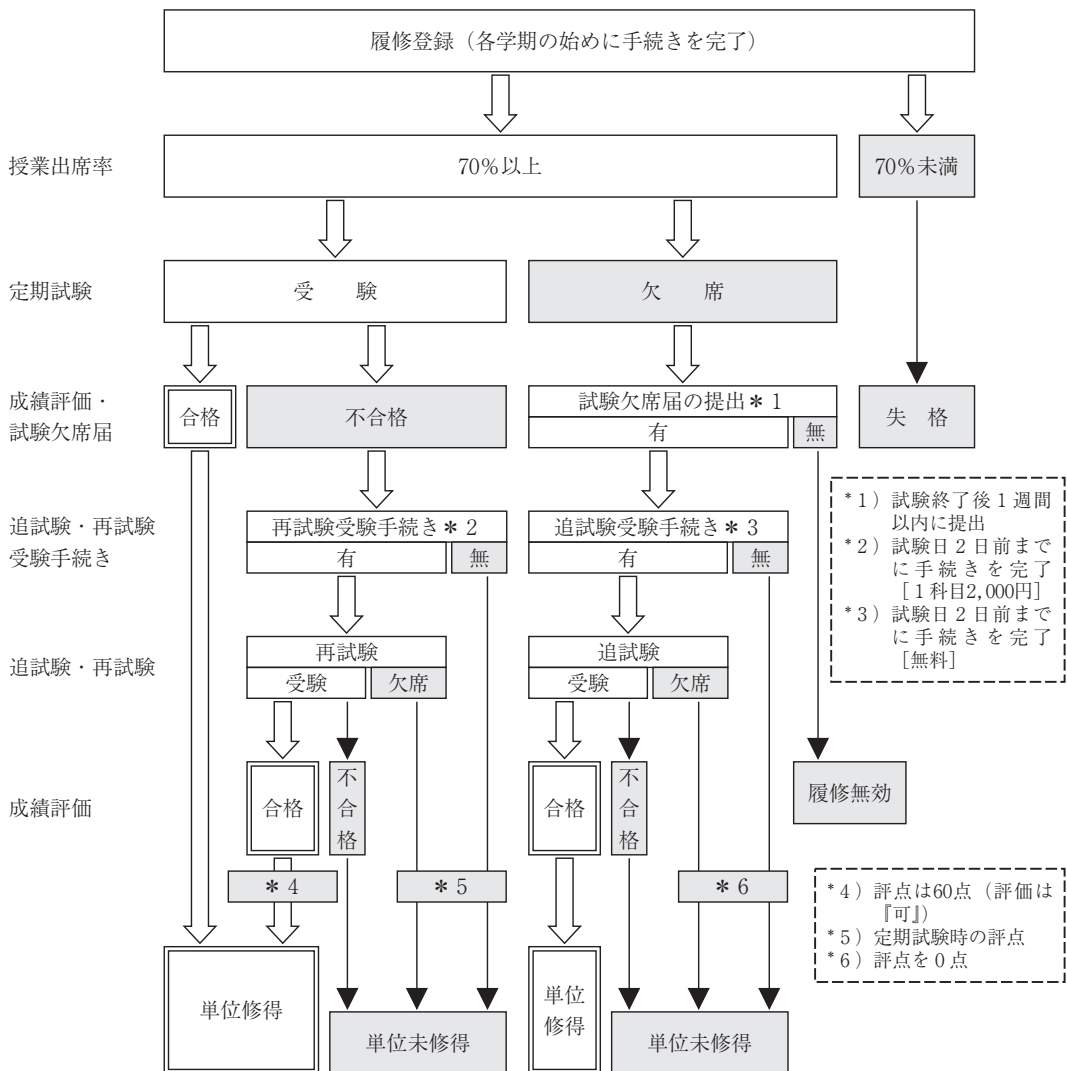 履修登録（各学期の始めに手続きを完了）
授業出席率
70％以上
70％未満
定期試験
受　　験
欠　　席
成績評価・
試験欠席届
合格
不合格
試験欠席届の提出＊1
有
無
失　格
追試験・再試験
受験手続き
再試験受験手続き＊2
有
無
追試験受験手続き＊3
有
無
*1）試験終了後１週間
以内に提出
*2）試験日２日前まで
に手続きを完了
［１科目2,000円］
*3）試験日２日前まで
に手続きを完了
［無料］
追試験・再試験
再試験
受験
欠席
追試験
受験
欠席
成績評価
合格
不
合
格
合格
不
合
格
履修無効
＊4
＊5
＊6
*4）評点は60点（評価は
『可』）
*5）定期試験時の評点
*6）評点を０点
単位修得
単位未修得
単位
修得
単位未修得